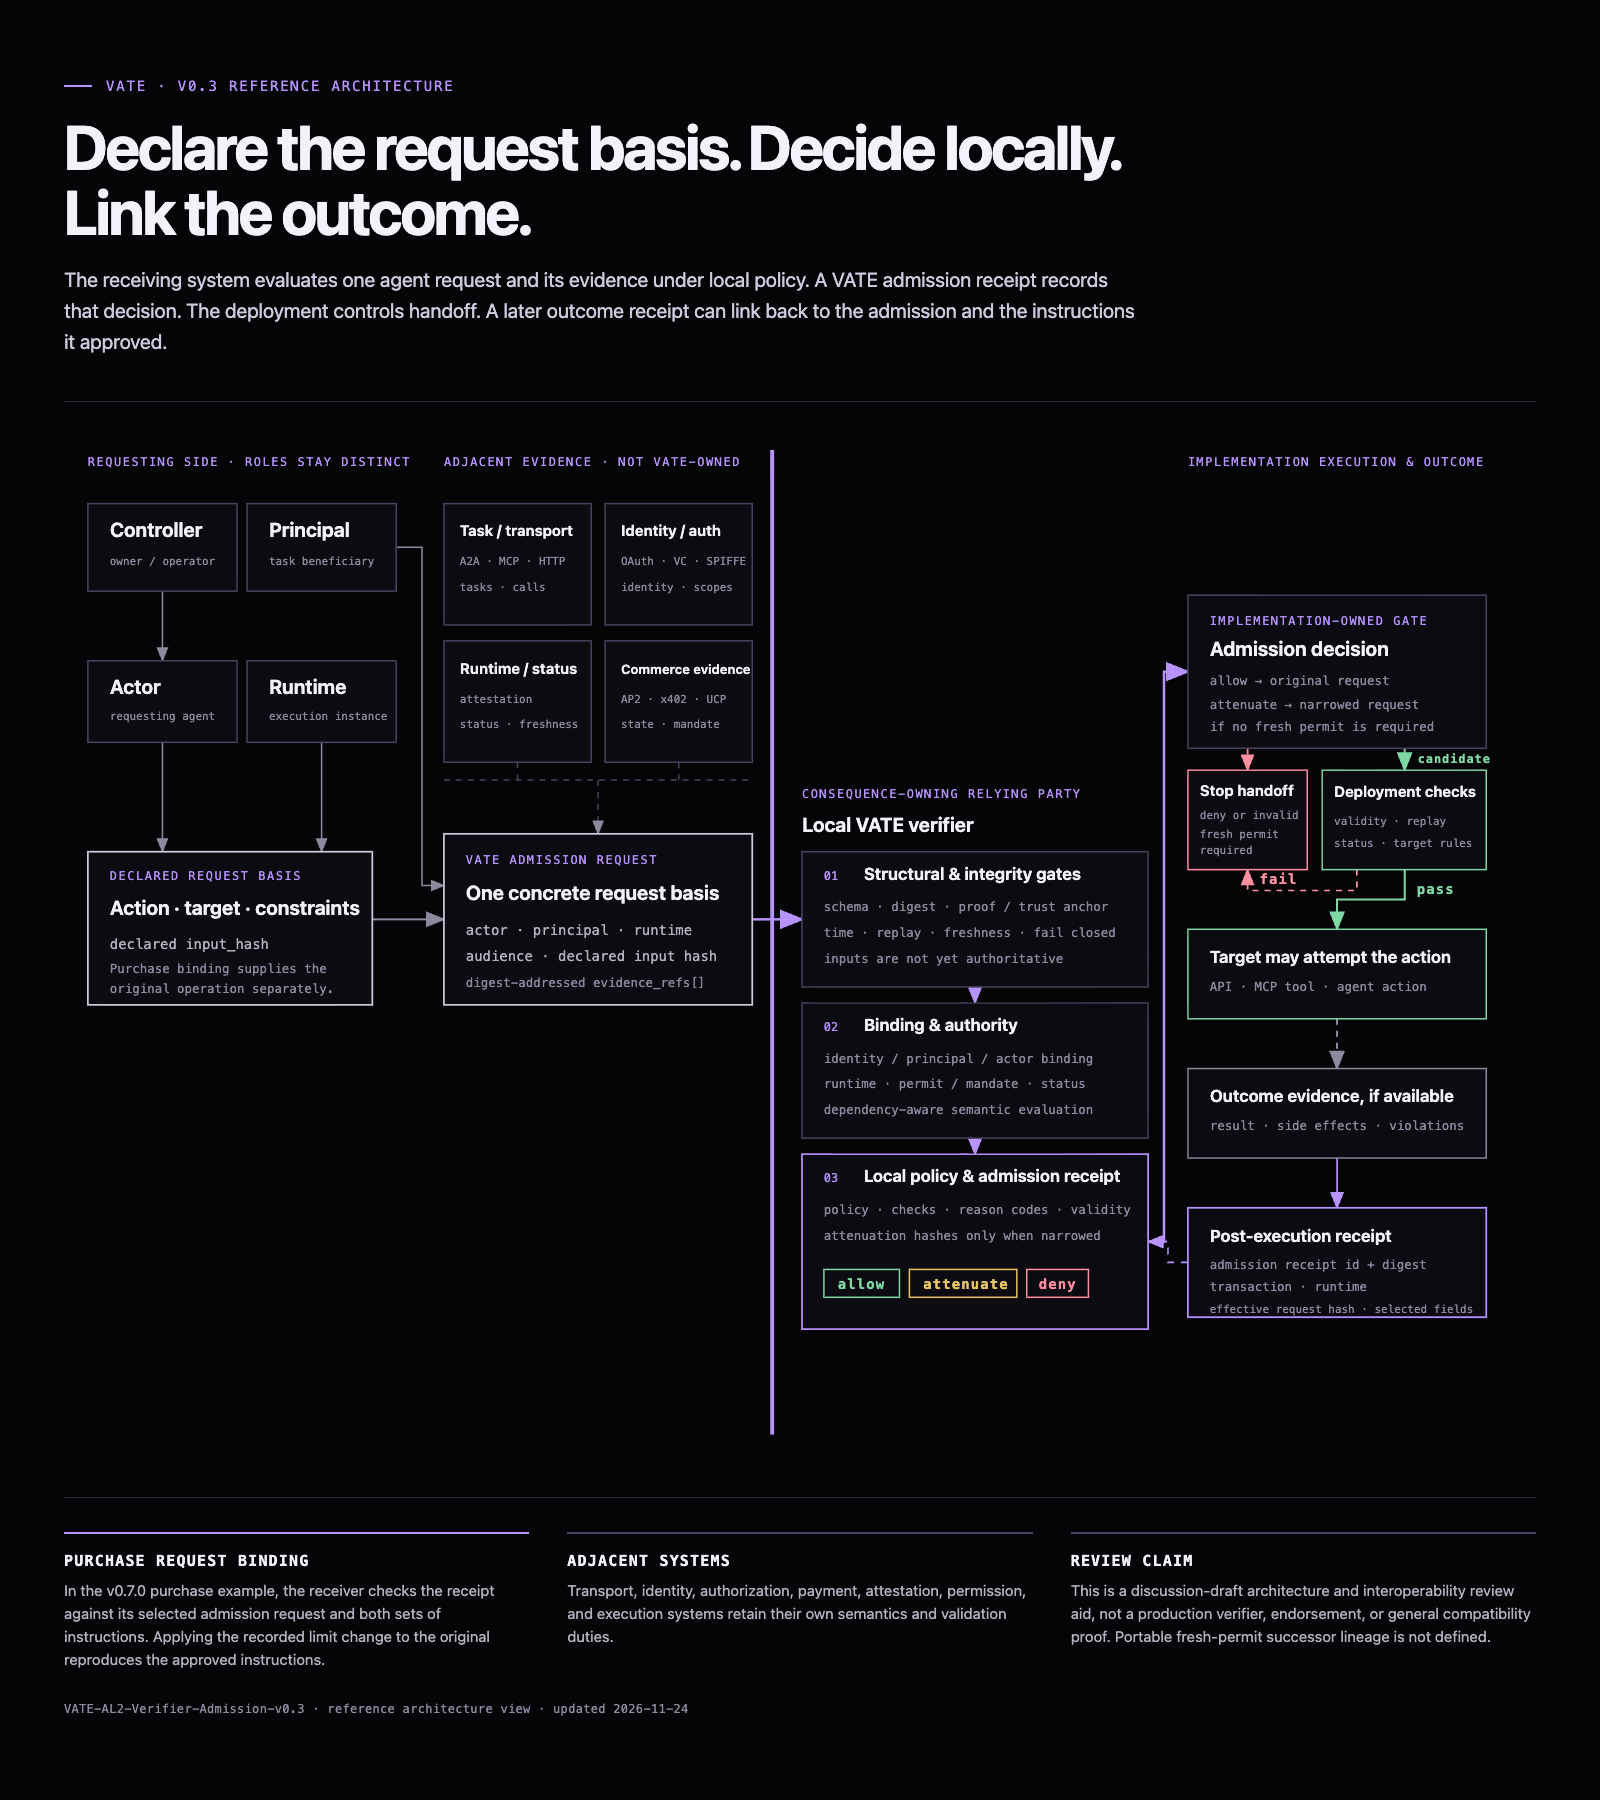 VATE · V0.3 REFERENCE ARCHITECTURE
Declare the request basis. Decide locally.
Link the outcome.
The receiving system evaluates one agent request and its evidence under local policy. A VATE admission receipt records
that decision. The deployment controls handoff. A later outcome receipt can link back to the admission and the instructions
it approved.
REQUESTING SIDE · ROLES STAY DISTINCT
Controller
owner / operator
Principal
task beneficiary
Actor
requesting agent
Runtime
execution instance
DECLARED REQUEST BASIS
Action · target · constraints
declared input_hash
Purchase binding supplies the
original operation separately.
ADJACENT EVIDENCE · NOT VATE-OWNED
Task / transport
A2A · MCP · HTTP
tasks · calls
Identity / auth
OAuth · VC · SPIFFE
identity · scopes
Runtime / status
attestation
status · freshness
Commerce evidence
AP2 · x402 · UCP
state · mandate
VATE ADMISSION REQUEST
One concrete request basis
actor · principal · runtime
audience · declared input hash
digest-addressed evidence_refs[]
CONSEQUENCE-OWNING RELYING PARTY
Local VATE verifier
01 Structural & integrity gates
schema · digest · proof / trust anchor
time · replay · freshness · fail closed
inputs are not yet authoritative
02 Binding & authority
identity / principal / actor binding
runtime · permit / mandate · status
dependency-aware semantic evaluation
03 Local policy & admission receipt
policy · checks · reason codes · validity
attenuation hashes only when narrowed
allow attenuate deny
IMPLEMENTATION EXECUTION & OUTCOME
IMPLEMENTATION-OWNED GATE
Admission decision
allow → original request
attenuate → narrowed request
if no fresh permit is required
candidate
Stop handoff
deny or invalid
fresh permit
required
Deployment checks
validity · replay
status · target rules
fail
pass
Target may attempt the action
API · MCP tool · agent action
Outcome evidence, if available
result · side effects · violations
Post-execution receipt
admission receipt id + digest
transaction · runtime
effective request hash · selected fields
PURCHASE REQUEST BINDING
In the v0.7.0 purchase example, the receiver checks the receipt
against its selected admission request and both sets of
instructions. Applying the recorded limit change to the original
reproduces the approved instructions.
ADJACENT SYSTEMS
Transport, identity, authorization, payment, attestation, permission,
and execution systems retain their own semantics and validation
duties.
REVIEW CLAIM
This is a discussion-draft architecture and interoperability review
aid, not a production verifier, endorsement, or general compatibility
proof. Portable fresh-permit successor lineage is not defined.
VATE-AL2-Verifier-Admission-v0.3 · reference architecture view · updated 2026-11-24